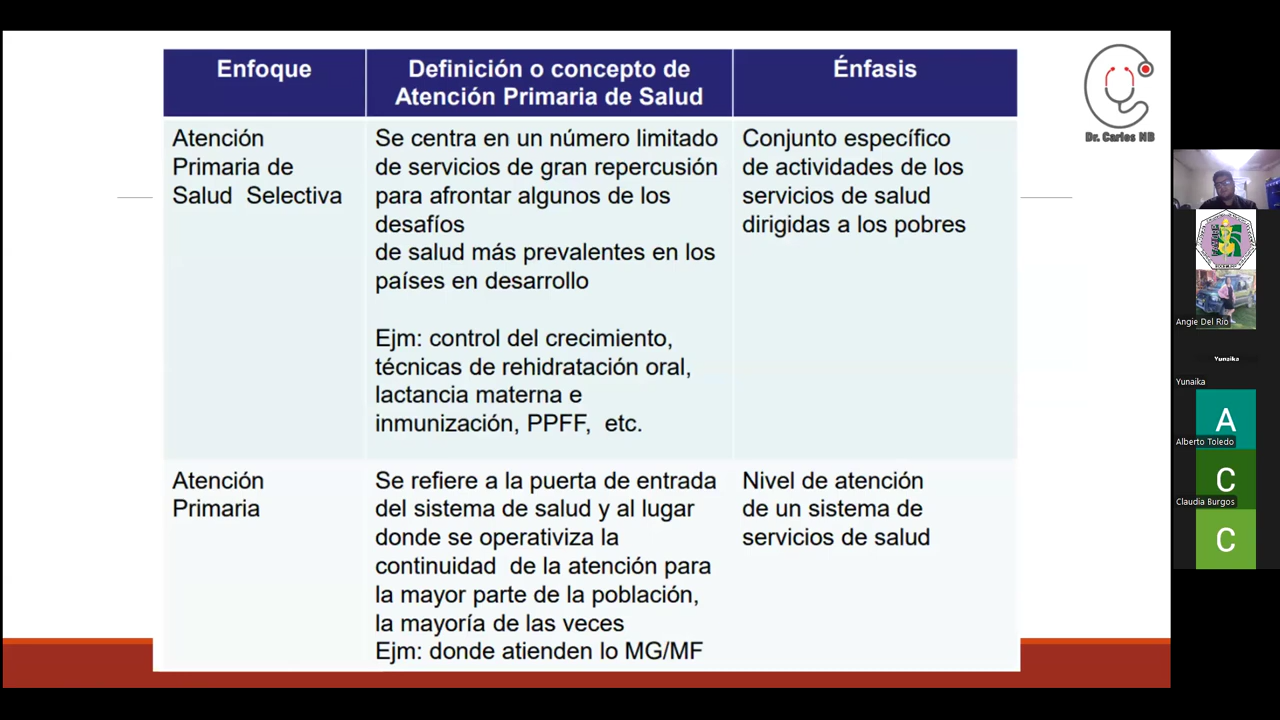 Enfoque
Definición o concepto de
Atención Primaria de Salud
Énfasis
Atención
Primaria de
Salud Selectiva
Se centra en un número limitado
de servicios de gran repercusión
para afrontar algunos de los
desafíos
de salud más prevalentes en los
países en desarrollo
Ejm: control del crecimiento,
técnicas de rehidratación oral,
lactancia materna e
inmunización, PPFF, etc.
Conjunto específico
de actividades de los
servicios de salud
dirigidas a los pobres
Atención
Primaria
Se refiere a la puerta de entrada
del sistema de salud y al lugar
donde se operativiza la
continuidad de la atención para
la mayor parte de la población,
la mayoría de las veces
Ejm: donde atienden lo MG/MF
Nivel de atención
de un sistema de
servicios de salud
Dr. Carlos NB
Angie Del Rio
Yunaika
Yunaika
A
Alberto Toledo
C
Claudia Burgos
C